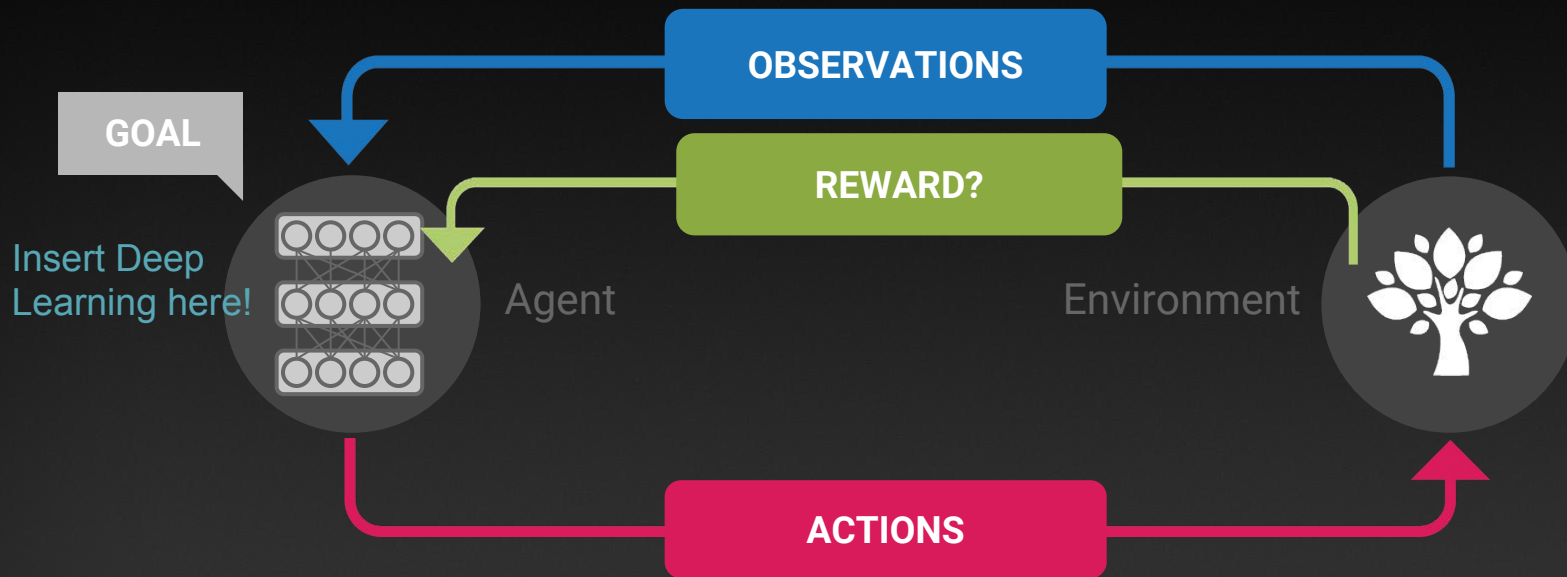 OBSERVATIONS
GOAL
REWARD?
Insert Deep
Learning here!
Agent
Environment
ACTIONS